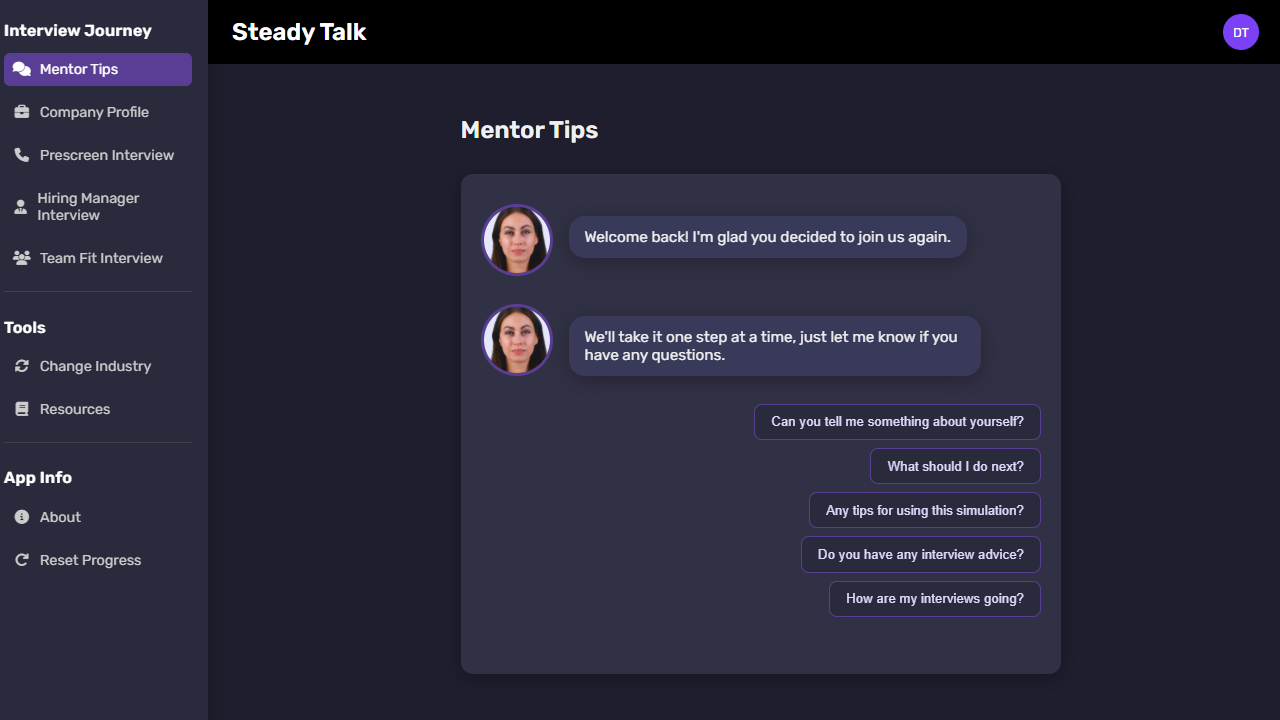 Interview Journey
Mentor Tips
Company Profile
Prescreen Interview
Hiring Manager
Interview
Team Fit Interview
Tools
Change Industry
Resources
App Info
About
Reset Progress
Steady Talk
DT
Mentor Tips
Welcome back! I'm glad you decided to join us again.
We'll take it one step at a time, just let me know if you
have any questions.
Can you tell me something about yourself?
What should I do next?
Any tips for using this simulation?
Do you have any interview advice?
How are my interviews going?